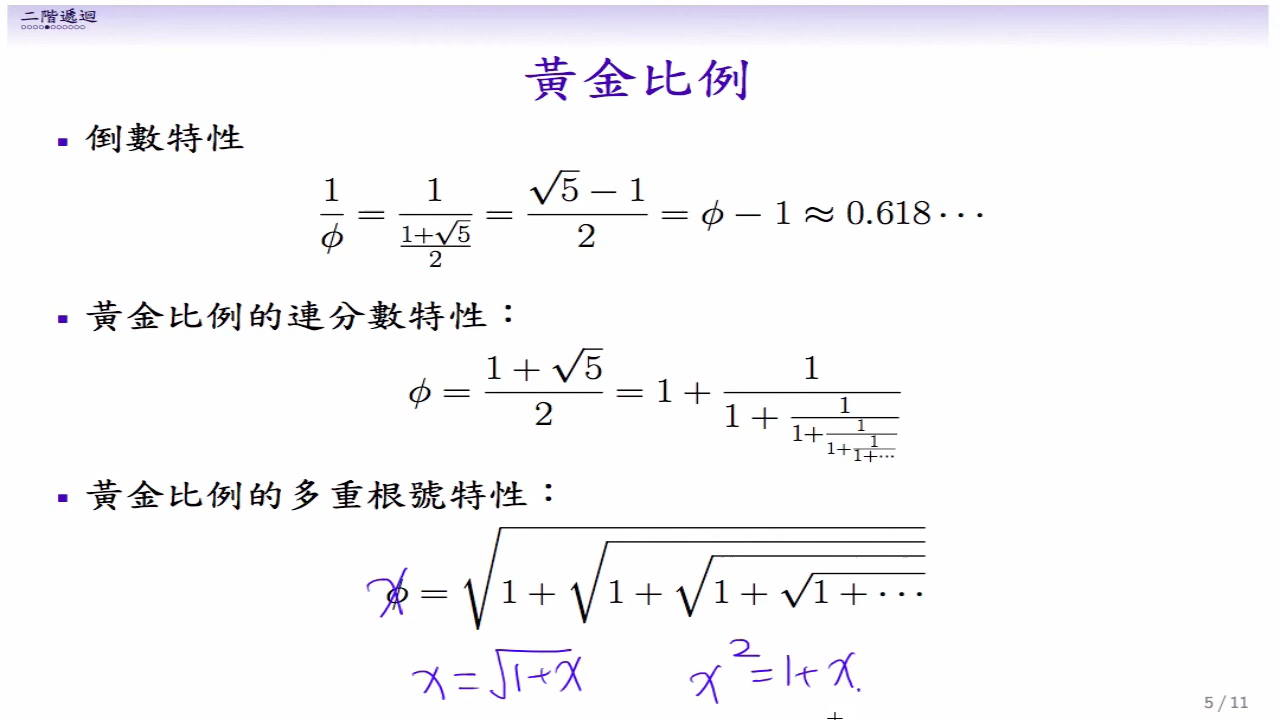 二階遞迴
黃金比例
▪ 倒數特性
1/ϕ = 1/((1+√5)/2) = (√5 − 1)/2 = ϕ − 1 ≈ 0.618···
▪ 黃金比例的連分數特性：
ϕ = (1 + √5)/2 = 1 + 1/(1 + 1/(1+1/(1+1/(1+···))))
▪ 黃金比例的多重根號特性：
x ϕ = √(1 + √(1 + √(1 + √(1 + ···))))
x = √(1+x) x² = 1+x.
5 / 11